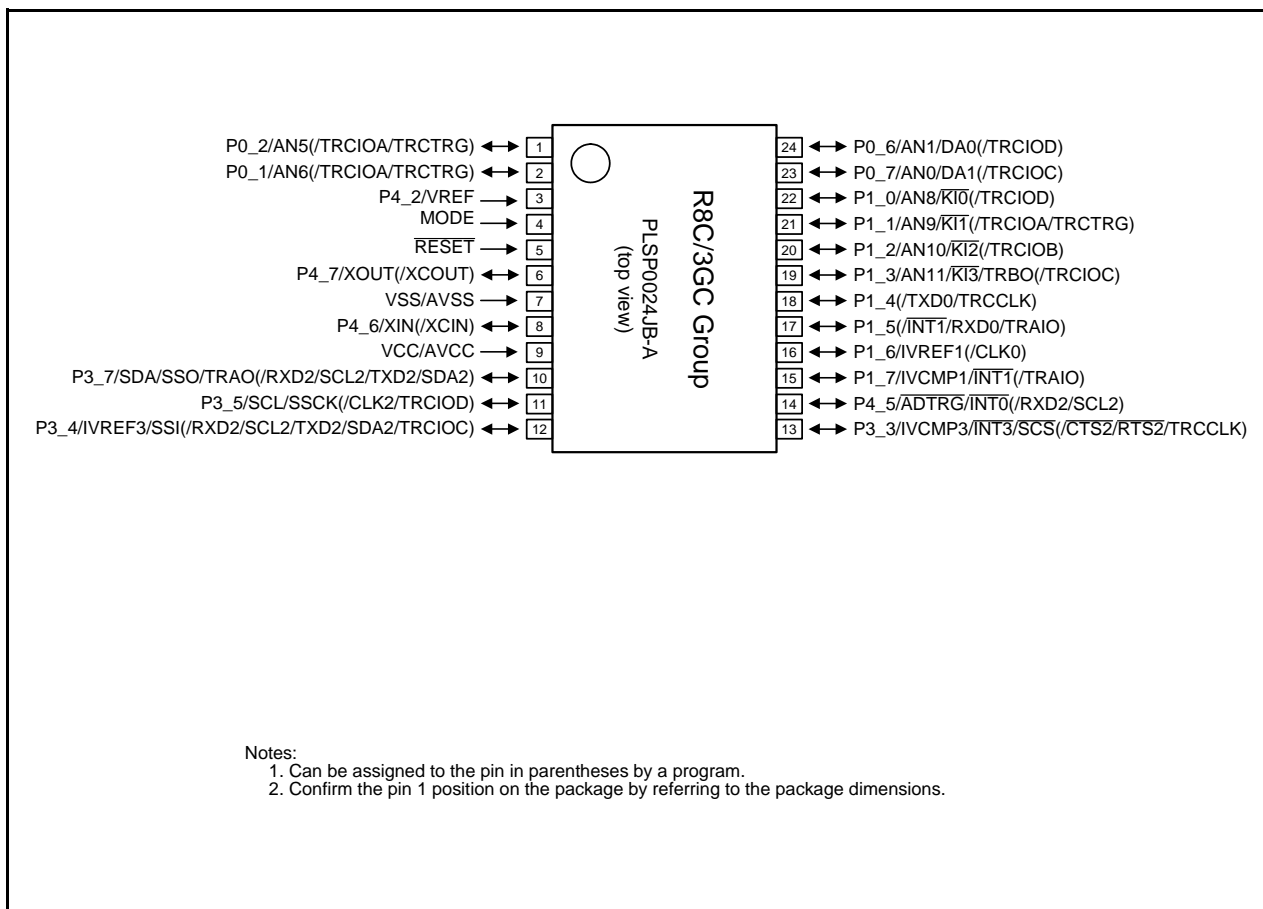 P0_2/AN5(/TRCIOA/TRCTRG) 1
P0_1/AN6(/TRCIOA/TRCTRG) 2
P4_2/VREF 3
MODE 4
RESET 5
P4_7/XOUT(/XCOUT) 6
VSS/AVSS 7
P4_6/XIN(/XCIN) 8
VCC/AVCC 9
P3_7/SDA/SSO/TRAO(/RXD2/SCL2/TXD2/SDA2) 10
P3_5/SCL/SSCK(/CLK2/TRCIOD) 11
P3_4/IVREF3/SSI(/RXD2/SCL2/TXD2/SDA2/TRCIOC) 12
R8C/3GC Group
PLSP0024JB-A
(top view)
24 P0_6/AN1/DA0(/TRCIOD)
23 P0_7/AN0/DA1(/TRCIOC)
22 P1_0/AN8/KI0(/TRCIOD)
21 P1_1/AN9/KI1(/TRCIOA/TRCTRG)
20 P1_2/AN10/KI2(/TRCIOB)
19 P1_3/AN11/KI3/TRBO(/TRCIOC)
18 P1_4(/TXD0/TRCCLK)
17 P1_5(/INT1/RXD0/TRAIO)
16 P1_6/IVREF1(/CLK0)
15 P1_7/IVCMP1/INT1(/TRAIO)
14 P4_5/ADTRG/INT0(/RXD2/SCL2)
13 P3_3/IVCMP3/INT3/SCS(/CTS2/RTS2/TRCCLK)
Notes:
1. Can be assigned to the pin in parentheses by a program.
2. Confirm the pin 1 position on the package by referring to the package dimensions.